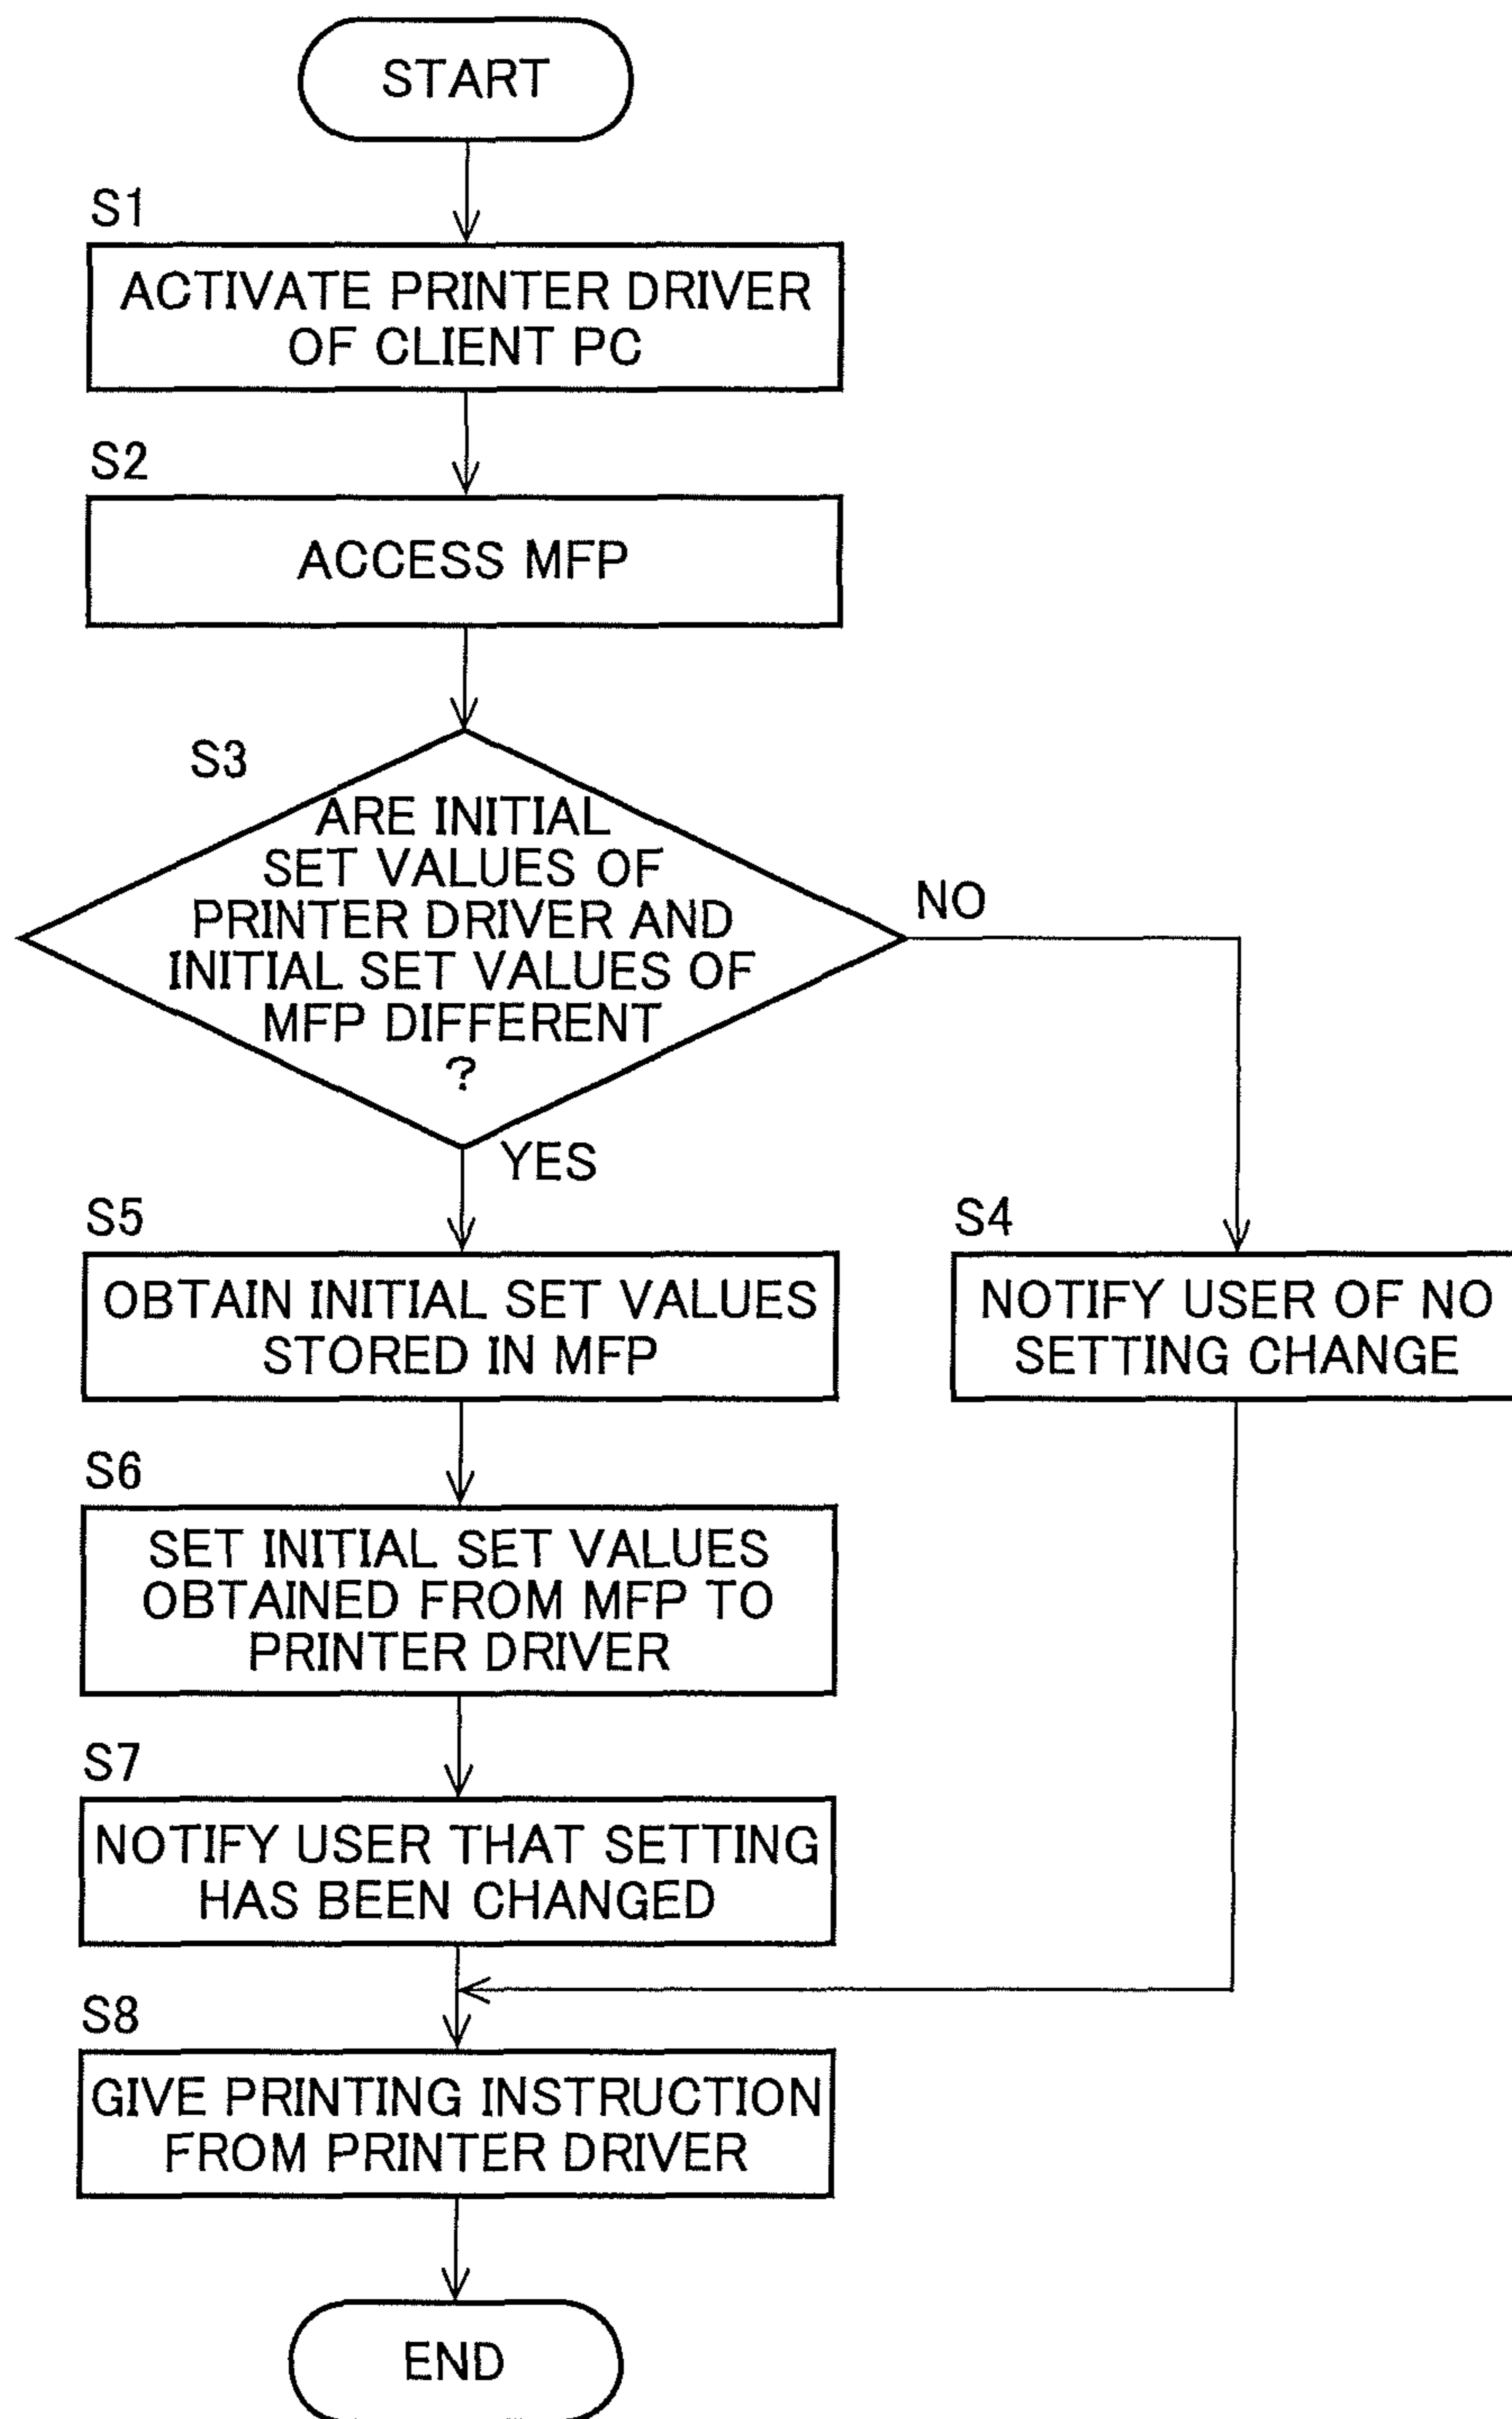 START
S1
ACTIVATE PRINTER DRIVER
OF CLIENT PC
S2
ACCESS MFP
S3
ARE INITIAL
SET VALUES OF
PRINTER DRIVER AND
INITIAL SET VALUES OF
MFP DIFFERENT
?
NO
YES
S5
OBTAIN INITIAL SET VALUES
STORED IN MFP
S4
NOTIFY USER OF NO
SETTING CHANGE
S6
SET INITIAL SET VALUES
OBTAINED FROM MFP TO
PRINTER DRIVER
S7
NOTIFY USER THAT SETTING
HAS BEEN CHANGED
S8
GIVE PRINTING INSTRUCTION
FROM PRINTER DRIVER
END